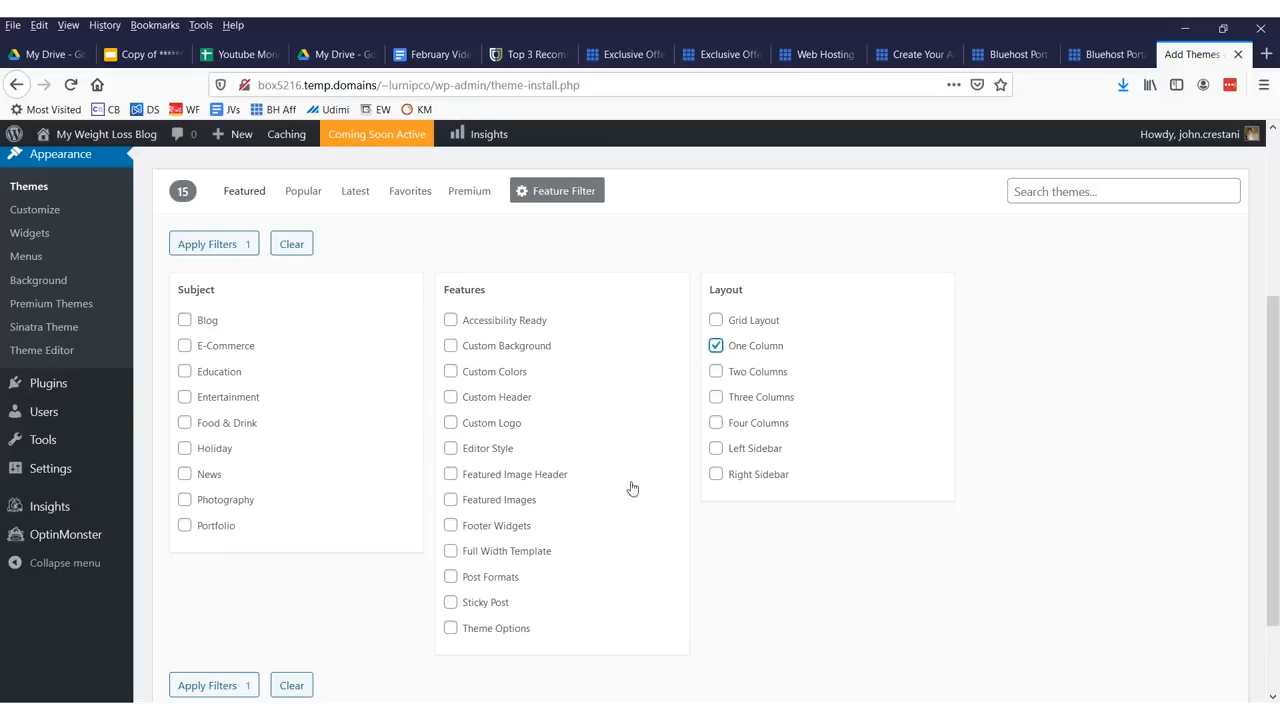 File Edit View History Bookmarks Tools Help
My Drive - Go
Copy of *****
Youtube Mon
My Drive - Go
February Vide
Top 3 Recom
Exclusive Offe
Exclusive Offe
Web Hosting
Create Your A
Bluehost Port
Bluehost Port
Add Themes
box5216.temp.domains/~lurnipco/wp-admin/theme-install.php
Most Visited CB DS WF JVs BH Aff Udimi EW KM
My Weight Loss Blog 0 New Caching Coming Soon Active Insights Howdy, john.crestani
Appearance
Themes
Customize
Widgets
Menus
Background
Premium Themes
Sinatra Theme
Theme Editor
Plugins
Users
Tools
Settings
Insights
OptinMonster
Collapse menu
15 Featured Popular Latest Favorites Premium Feature Filter Search themes...
Apply Filters 1 Clear
Subject
Blog
E-Commerce
Education
Entertainment
Food & Drink
Holiday
News
Photography
Portfolio
Features
Accessibility Ready
Custom Background
Custom Colors
Custom Header
Custom Logo
Editor Style
Featured Image Header
Featured Images
Footer Widgets
Full Width Template
Post Formats
Sticky Post
Theme Options
Layout
Grid Layout
One Column
Two Columns
Three Columns
Four Columns
Left Sidebar
Right Sidebar
Apply Filters 1 Clear